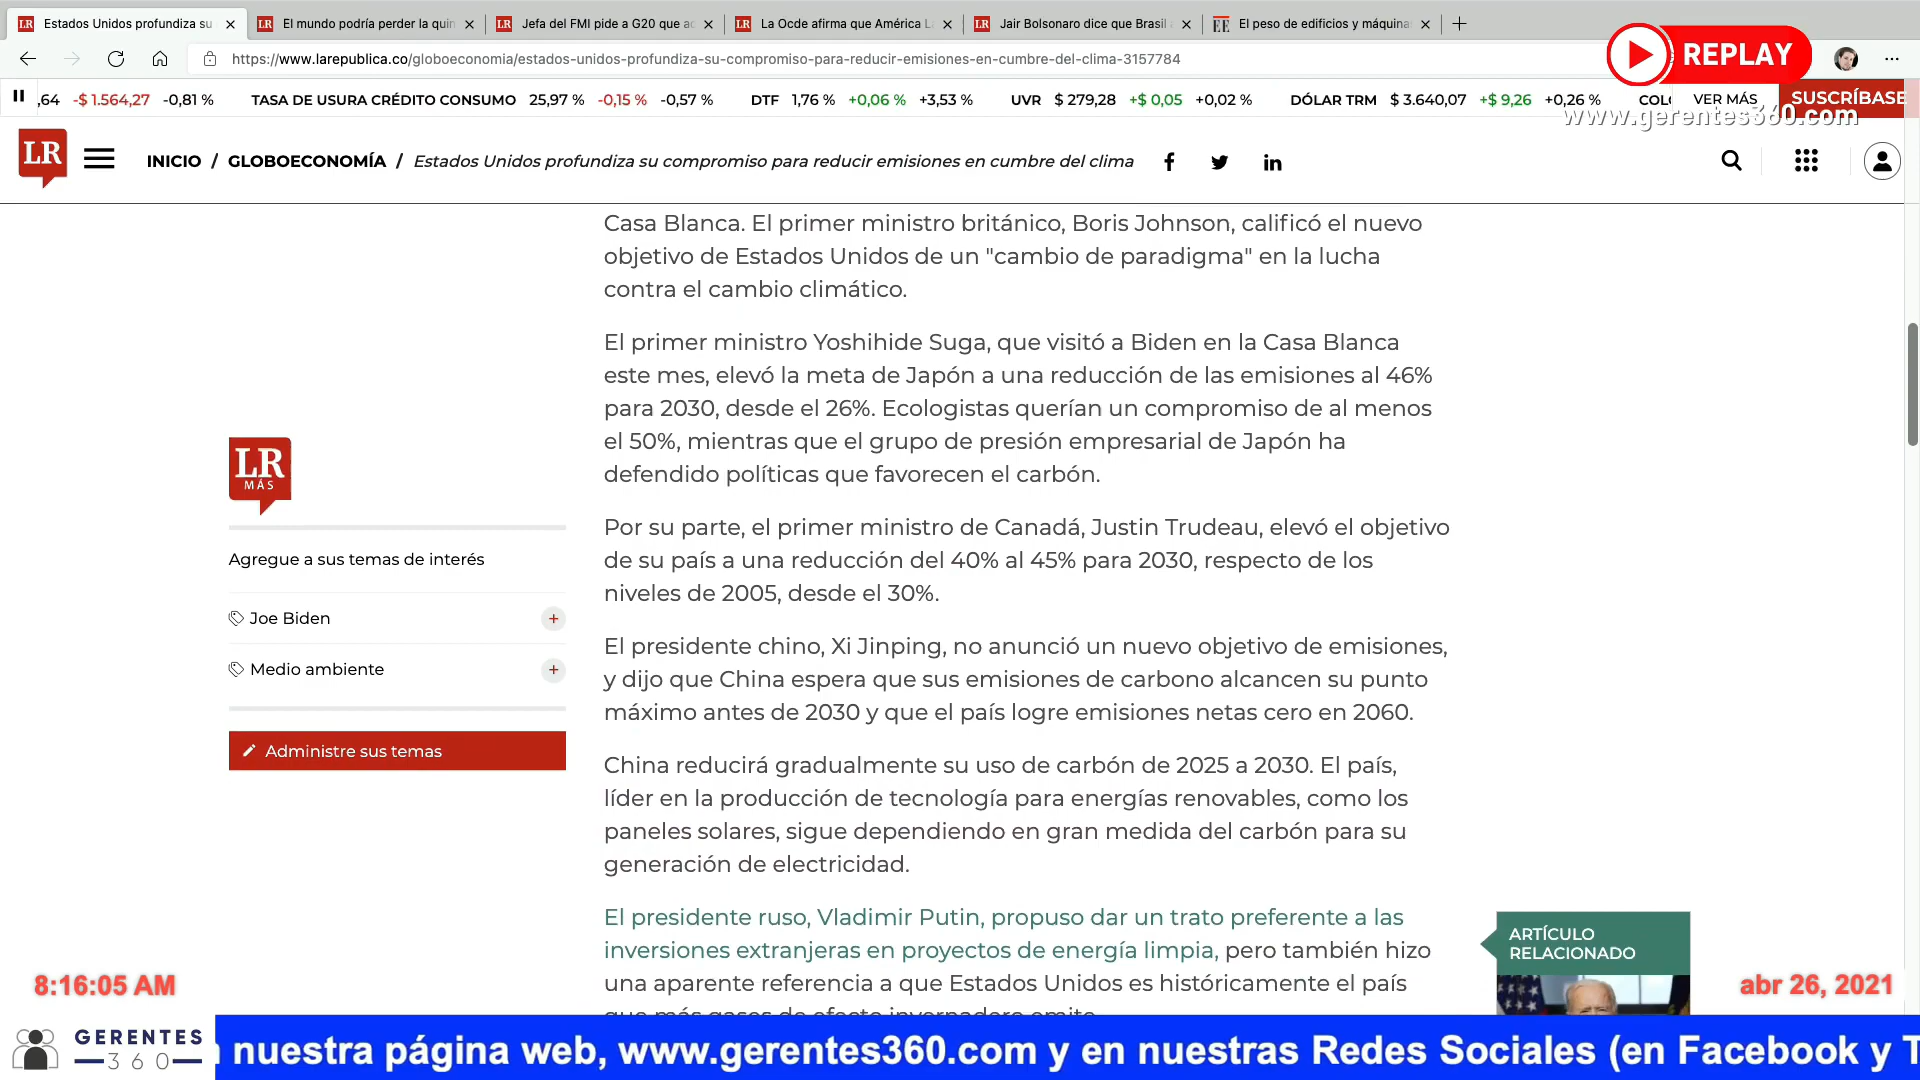 Estados Unidos profundiza su
El mundo podría perder la quin
Jefa del FMI pide a G20 que ac
La Ocde afirma que América L
Jair Bolsonaro dice que Brasil
El peso de edificios y máquina
REPLAY
https://www.larepublica.co/globoeconomia/estados-unidos-profundiza-su-compromiso-para-reducir-emisiones-en-cumbre-del-clima-3157784
,64 -$ 1.564,27 -0,81 % TASA DE USURA CRÉDITO CONSUMO 25,97 % -0,15 % -0,57 % DTF 1,76 % +0,06 % +3,53 % UVR $ 279,28 +$ 0,05 +0,02 % DÓLAR TRM $ 3.640,07 +$ 9,26 +0,26 % COLC VER MÁS SUSCRÍBASE
www.gerentes360.com
LR INICIO / GLOBOECONOMÍA / Estados Unidos profundiza su compromiso para reducir emisiones en cumbre del clima
Casa Blanca. El primer ministro británico, Boris Johnson, calificó el nuevo
objetivo de Estados Unidos de un "cambio de paradigma" en la lucha
contra el cambio climático.
El primer ministro Yoshihide Suga, que visitó a Biden en la Casa Blanca
este mes, elevó la meta de Japón a una reducción de las emisiones al 46%
para 2030, desde el 26%. Ecologistas querían un compromiso de al menos
el 50%, mientras que el grupo de presión empresarial de Japón ha
defendido políticas que favorecen el carbón.
LR
MÁS
Agregue a sus temas de interés
Joe Biden +
Medio ambiente +
Administre sus temas
Por su parte, el primer ministro de Canadá, Justin Trudeau, elevó el objetivo
de su país a una reducción del 40% al 45% para 2030, respecto de los
niveles de 2005, desde el 30%.
El presidente chino, Xi Jinping, no anunció un nuevo objetivo de emisiones,
y dijo que China espera que sus emisiones de carbono alcancen su punto
máximo antes de 2030 y que el país logre emisiones netas cero en 2060.
China reducirá gradualmente su uso de carbón de 2025 a 2030. El país,
líder en la producción de tecnología para energías renovables, como los
paneles solares, sigue dependiendo en gran medida del carbón para su
generación de electricidad.
El presidente ruso, Vladimir Putin, propuso dar un trato preferente a las
inversiones extranjeras en proyectos de energía limpia, pero también hizo
una aparente referencia a que Estados Unidos es históricamente el país
que más gases de efecto invernadero emite.
ARTÍCULO
RELACIONADO
8:16:05 AM
abr 26, 2021
GERENTES
360
nuestra página web, www.gerentes360.com y en nuestras Redes Sociales (en Facebook y T